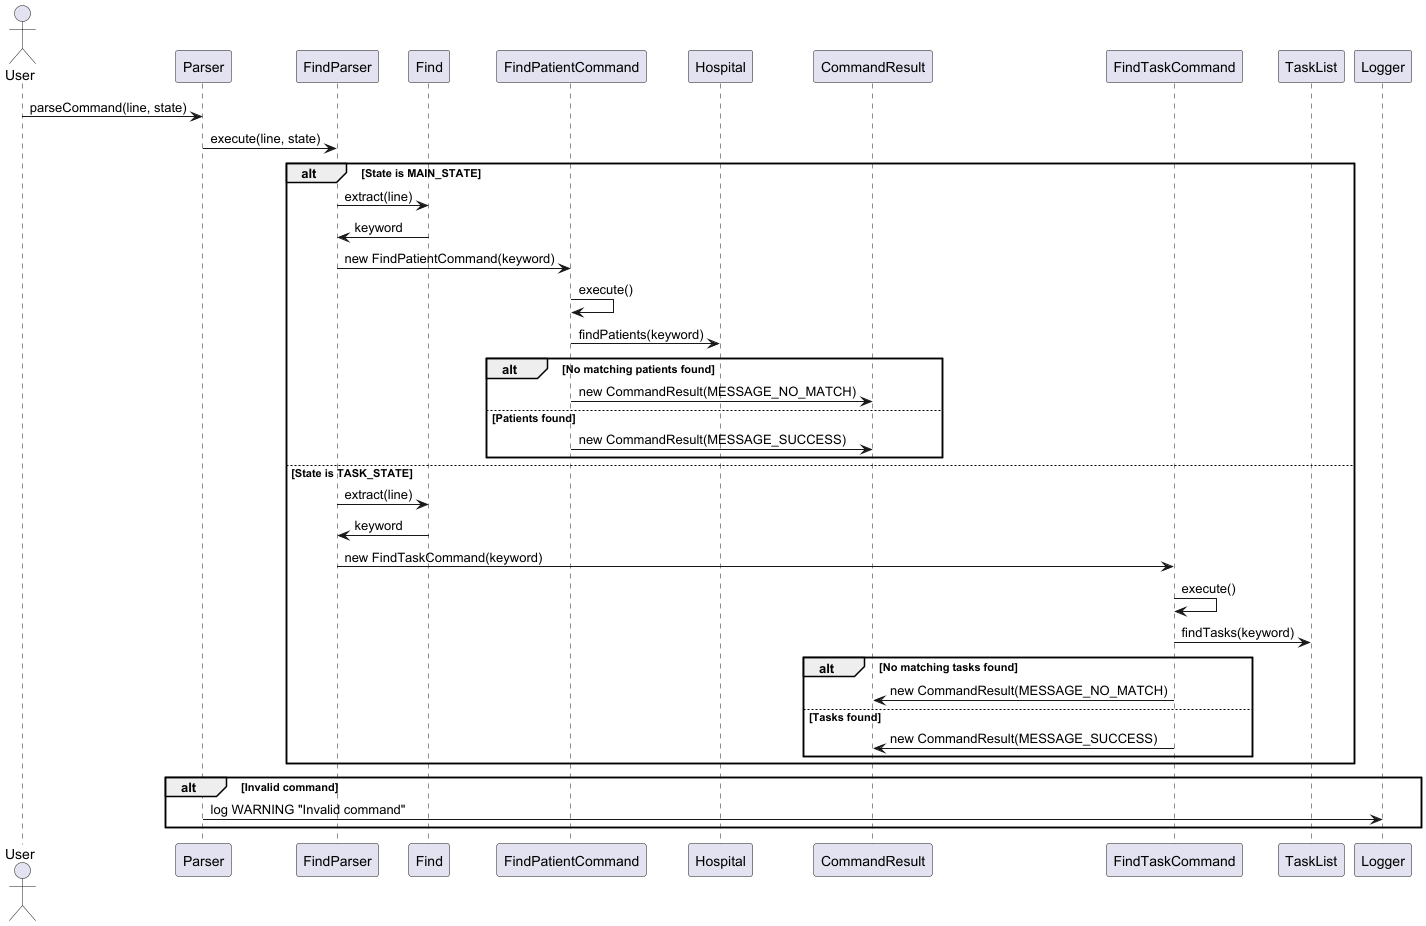 User
Parser
FindParser
Find
FindPatientCommand
Hospital
CommandResult
FindTaskCommand
TaskList
Logger
parseCommand(line, state)
execute(line, state)
alt
[State is MAIN_STATE]
extract(line)
keyword
new FindPatientCommand(keyword)
execute()
findPatients(keyword)
alt
[No matching patients found]
new CommandResult(MESSAGE_NO_MATCH)
[Patients found]
new CommandResult(MESSAGE_SUCCESS)
[State is TASK_STATE]
extract(line)
keyword
new FindTaskCommand(keyword)
execute()
findTasks(keyword)
alt
[No matching tasks found]
new CommandResult(MESSAGE_NO_MATCH)
[Tasks found]
new CommandResult(MESSAGE_SUCCESS)
alt
[Invalid command]
log WARNING "Invalid command"
User
Parser
FindParser
Find
FindPatientCommand
Hospital
CommandResult
FindTaskCommand
TaskList
Logger